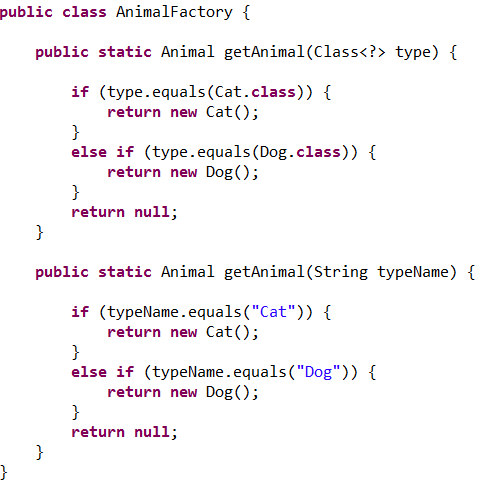 public class AnimalFactory {
public static Animal getAnimal(Class<?> type) {
if (type.equals(Cat.class)) {
return new Cat();
}
else if (type.equals(Dog.class)) {
return new Dog();
}
return null;
}
public static Animal getAnimal(String typeName) {
if (typeName.equals("Cat")) {
return new Cat();
}
else if (typeName.equals("Dog")) {
return new Dog();
}
return null;
}
}